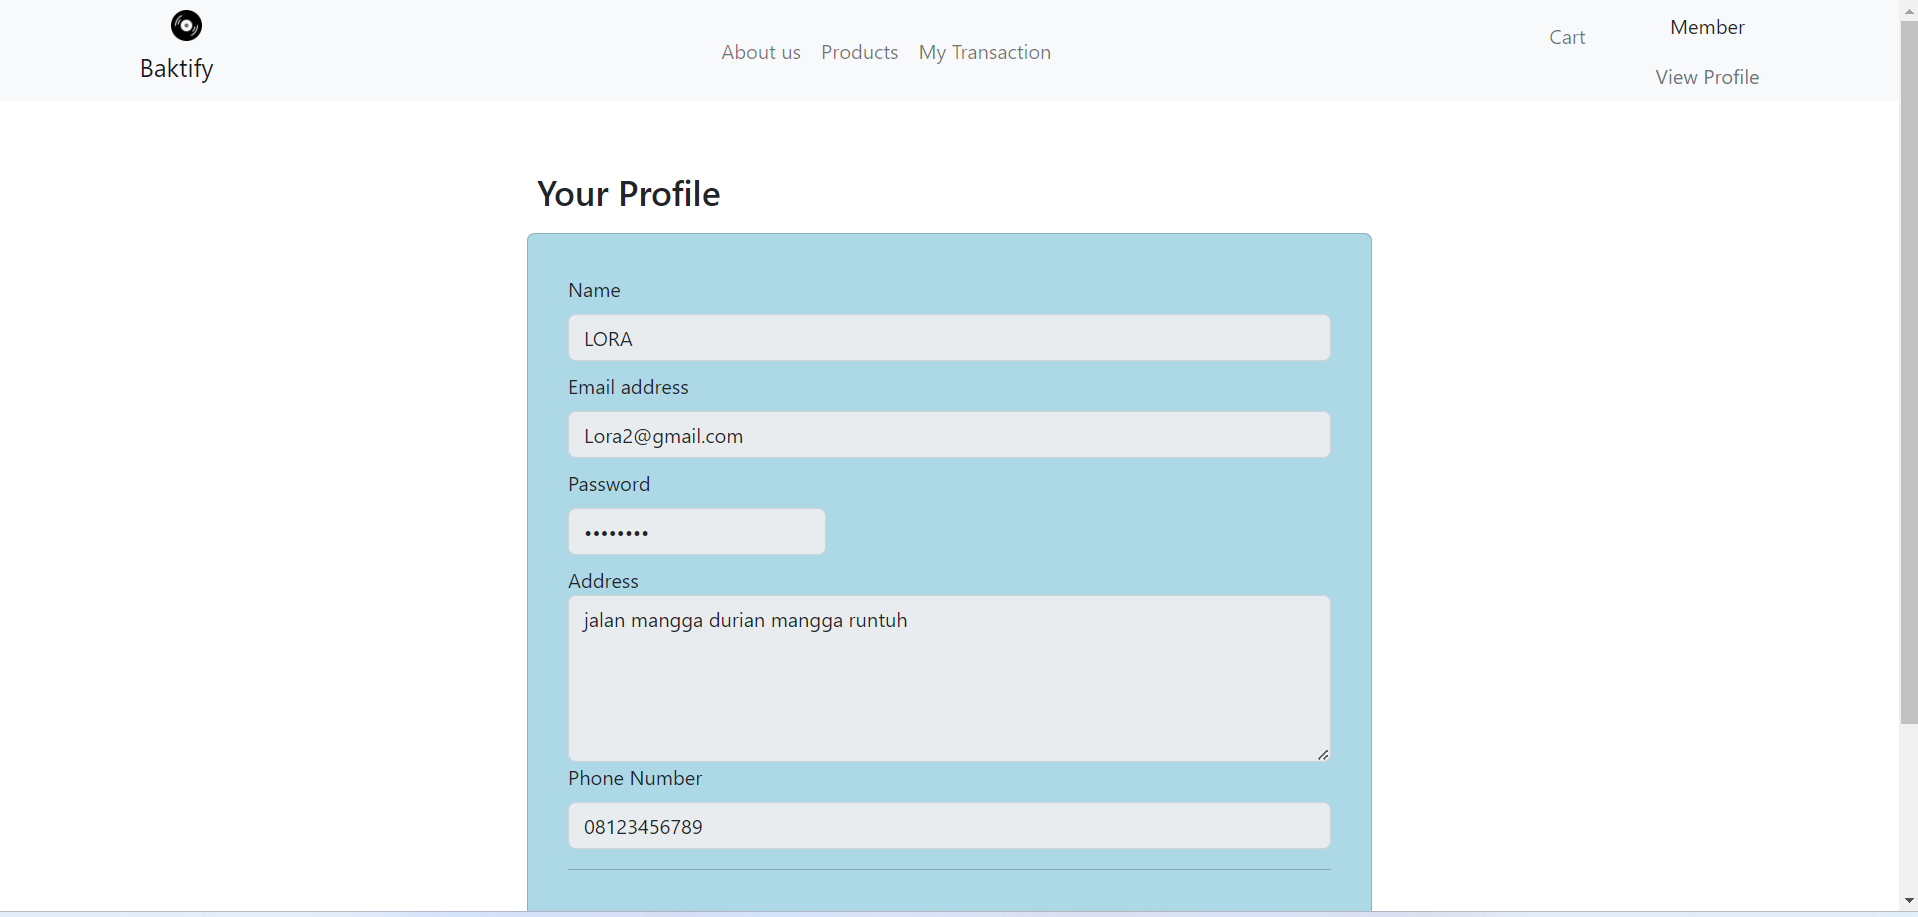 Baktify
About us Products My Transaction
Cart
Member
View Profile
Your Profile
Name
LORA
Email address
Lora2@gmail.com
Password
••••••••
Address
jalan mangga durian mangga runtuh
Phone Number
08123456789